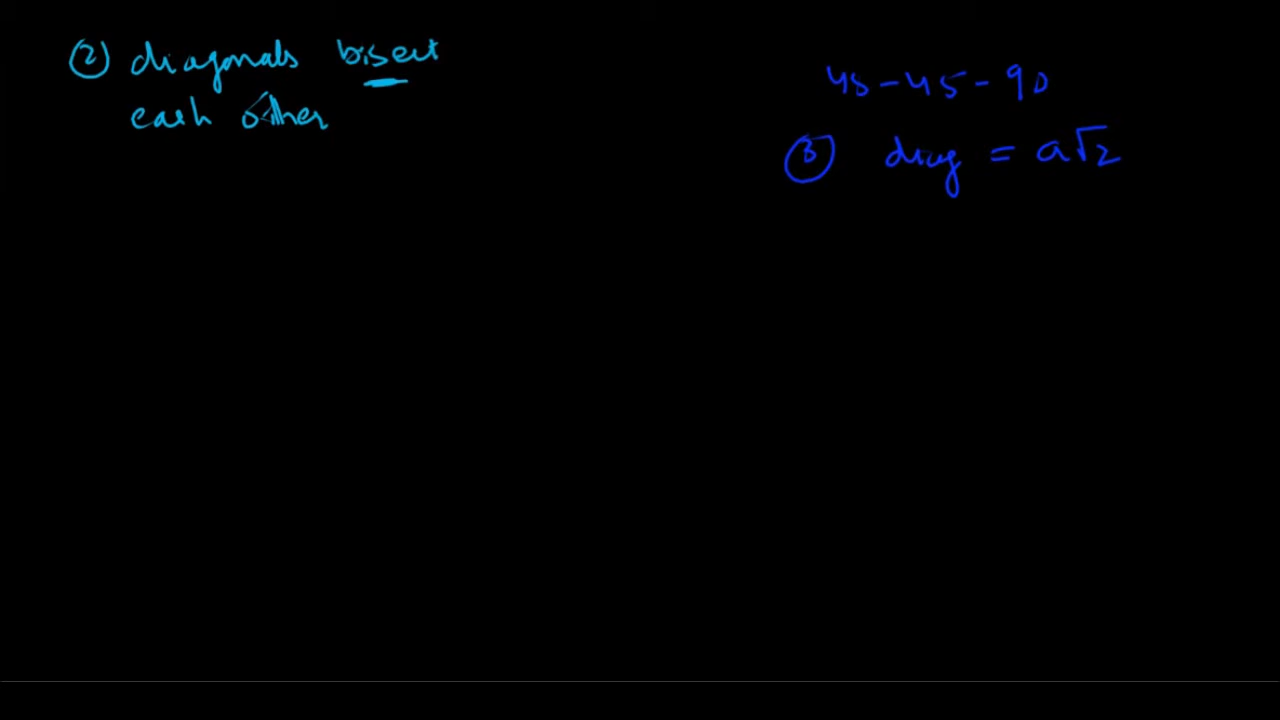 ② diagonals bisect
each other
45-45-90
③ diag = a√2